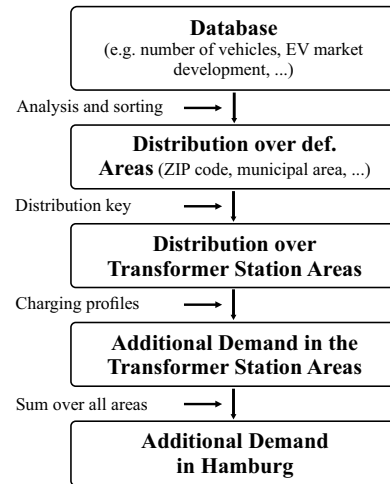 Database
(e.g. number of vehicles, EV market
development, ...)
Analysis and sorting
Distribution over def.
Areas (ZIP code, municipal area, ...)
Distribution key
Distribution over
Transformer Station Areas
Charging profiles
Additional Demand in the
Transformer Station Areas
Sum over all areas
Additional Demand
in Hamburg